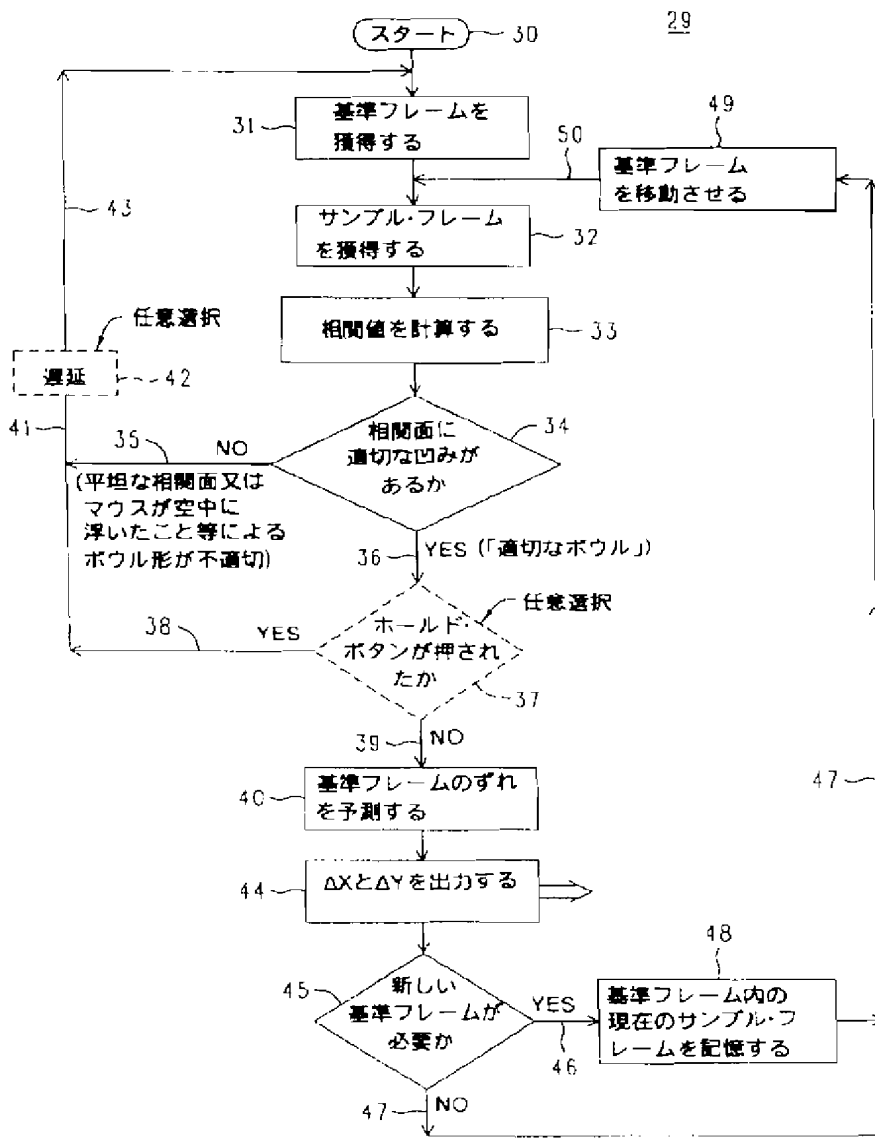 29
スタート
30
基準フレームを
獲得する
31
49
50
基準フレーム
を移動させる
43
サンプル・フレーム
を獲得する
32
相関値を計算する
33
任意選択
遅延
42
41
35
NO
相関面に
適切な凹みが
あるか
34
(平坦な相関面又は
マウスが空中に
浮いたこと等による
ボウル形が不適切)
36
YES (「適切なボウル」)
任意選択
38
YES
ホールド・
ボタンが押され
たか
37
39
NO
40
基準フレームのずれ
を予測する
47
44
ΔXとΔYを出力する
45
新しい
基準フレームが
必要か
YES
46
48
基準フレーム内の
現在のサンプル・フ
レームを記憶する
47
NO